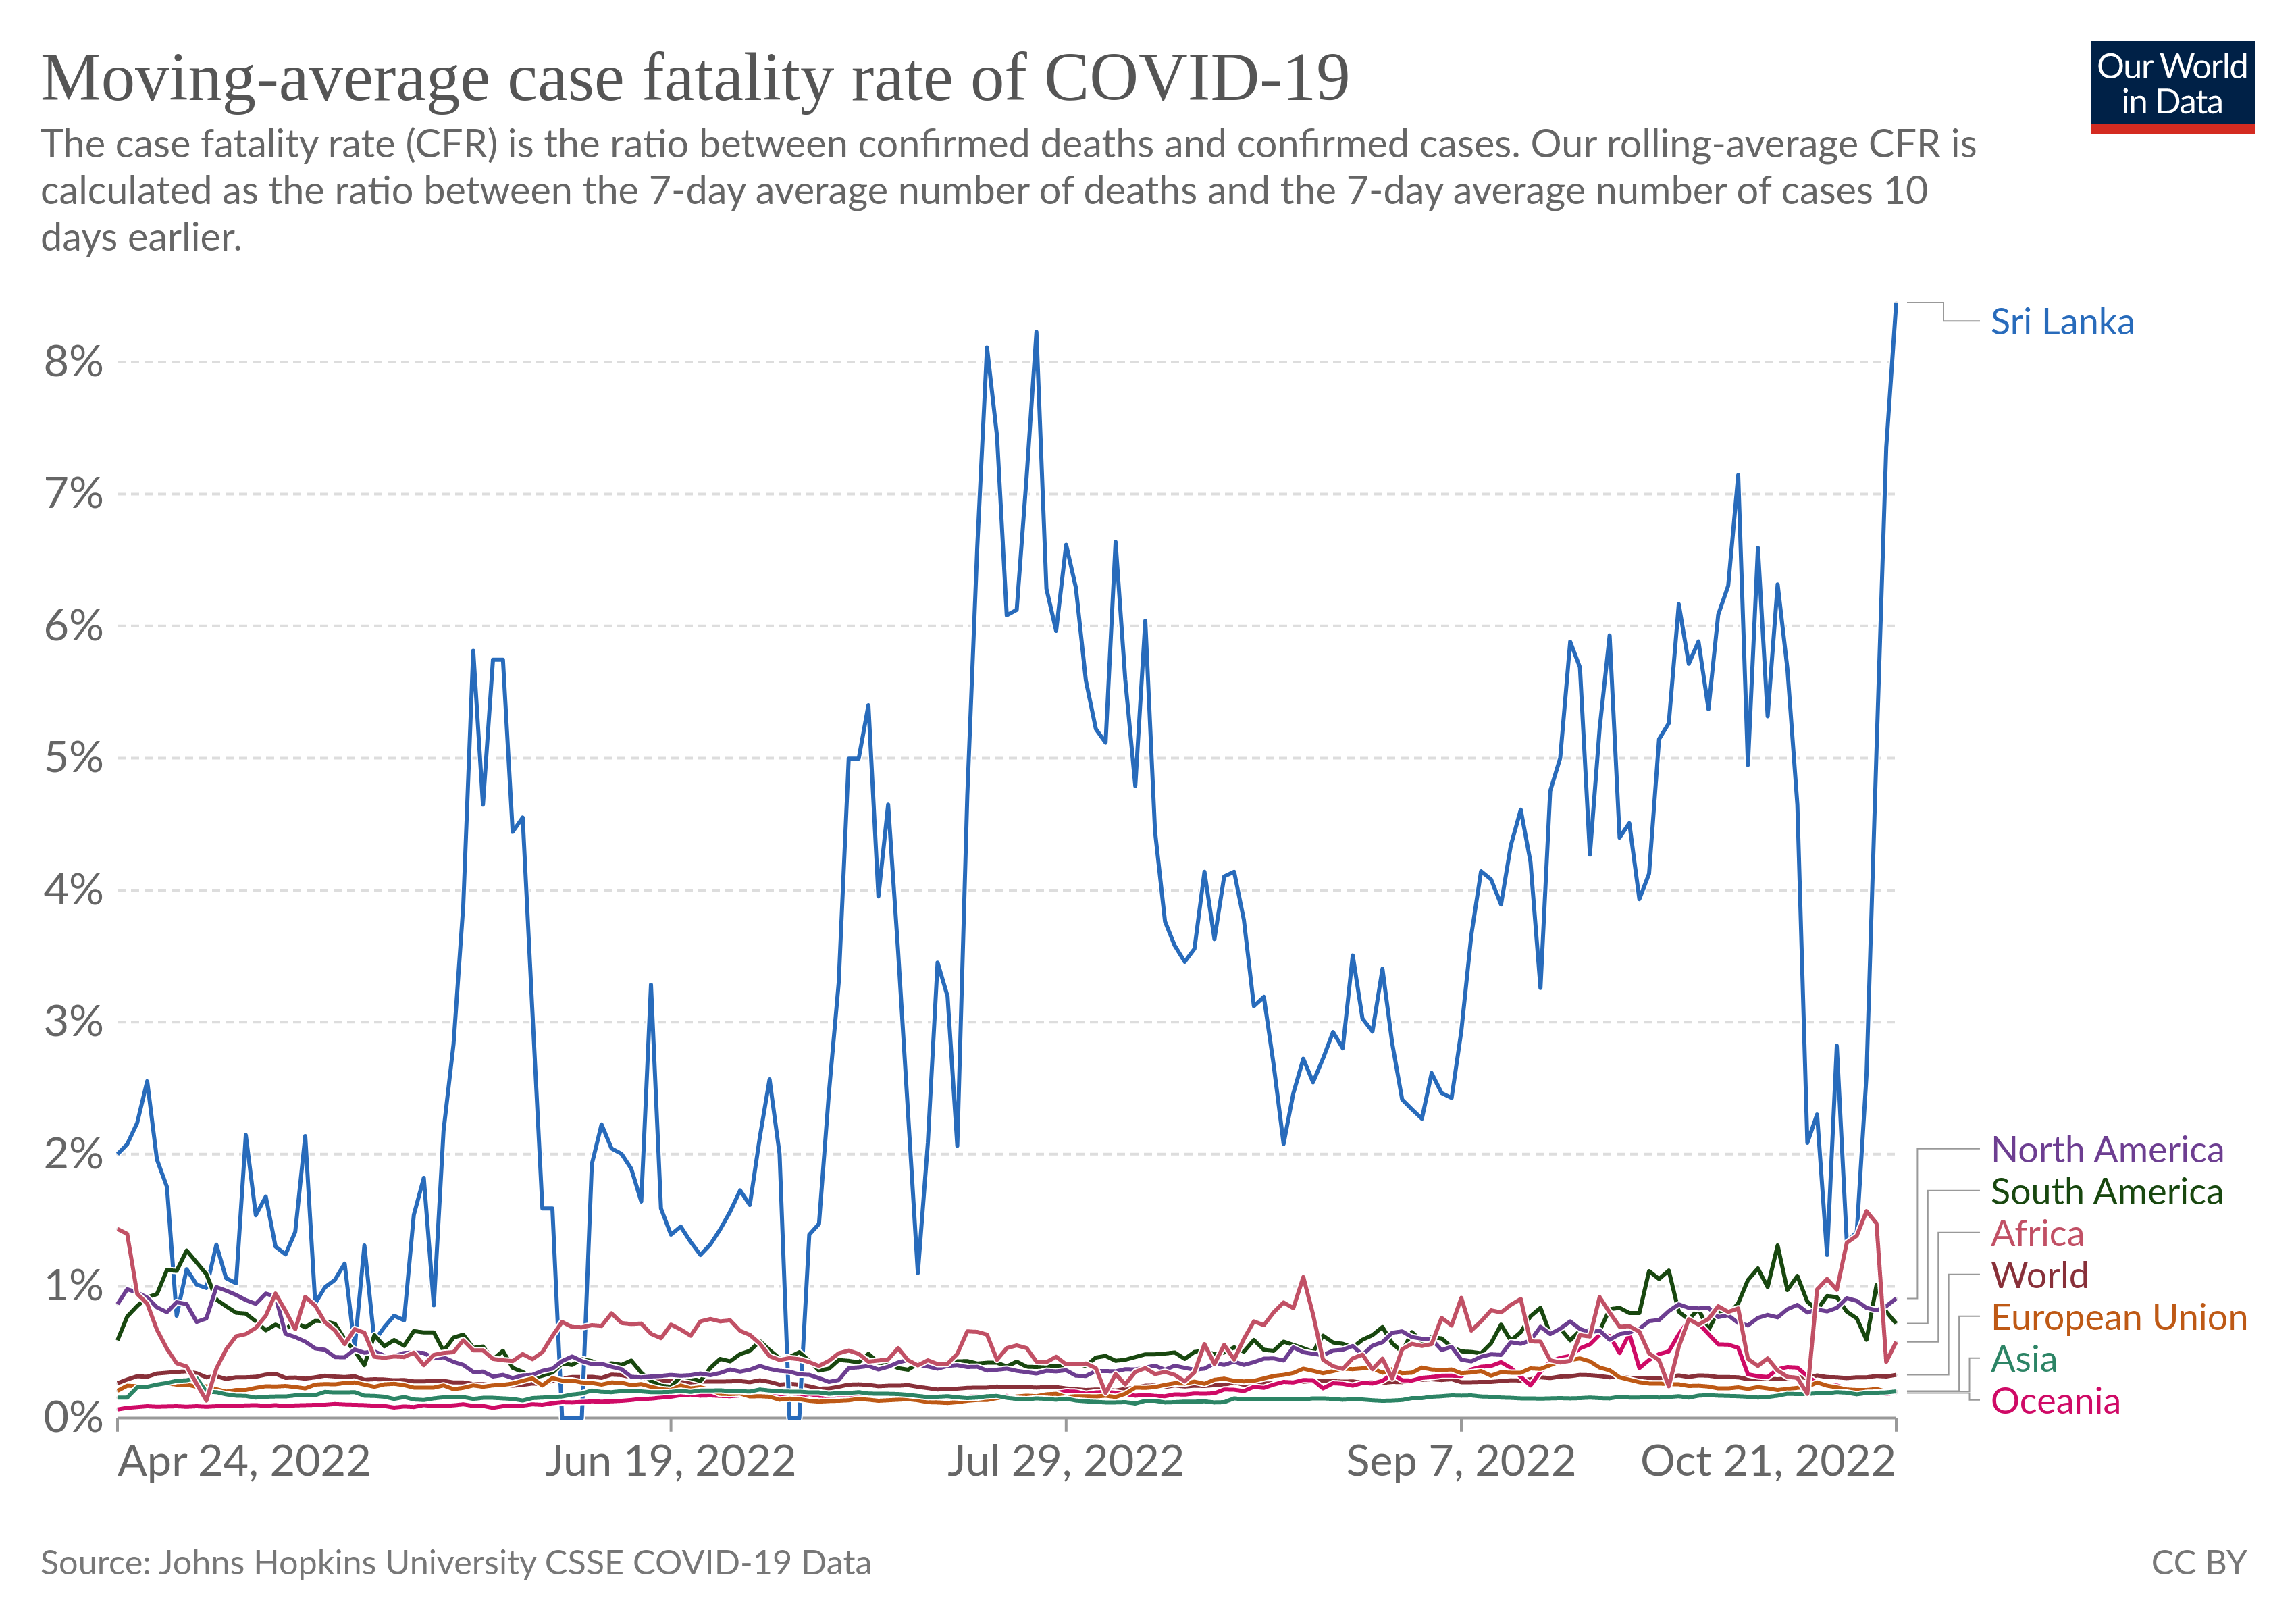 Moving-average case fatality rate of COVID-19
Our World
in Data
The case fatality rate (CFR) is the ratio between confirmed deaths and confirmed cases. Our rolling-average CFR is
calculated as the ratio between the 7-day average number of deaths and the 7-day average number of cases 10
days earlier.
8%
7%
6%
5%
4%
3%
2%
1%
0%
Sri Lanka
North America
South America
Africa
World
European Union
Asia
Oceania
Apr 24, 2022
Jun 19, 2022
Jul 29, 2022
Sep 7, 2022
Oct 21, 2022
Source: Johns Hopkins University CSSE COVID-19 Data
CC BY